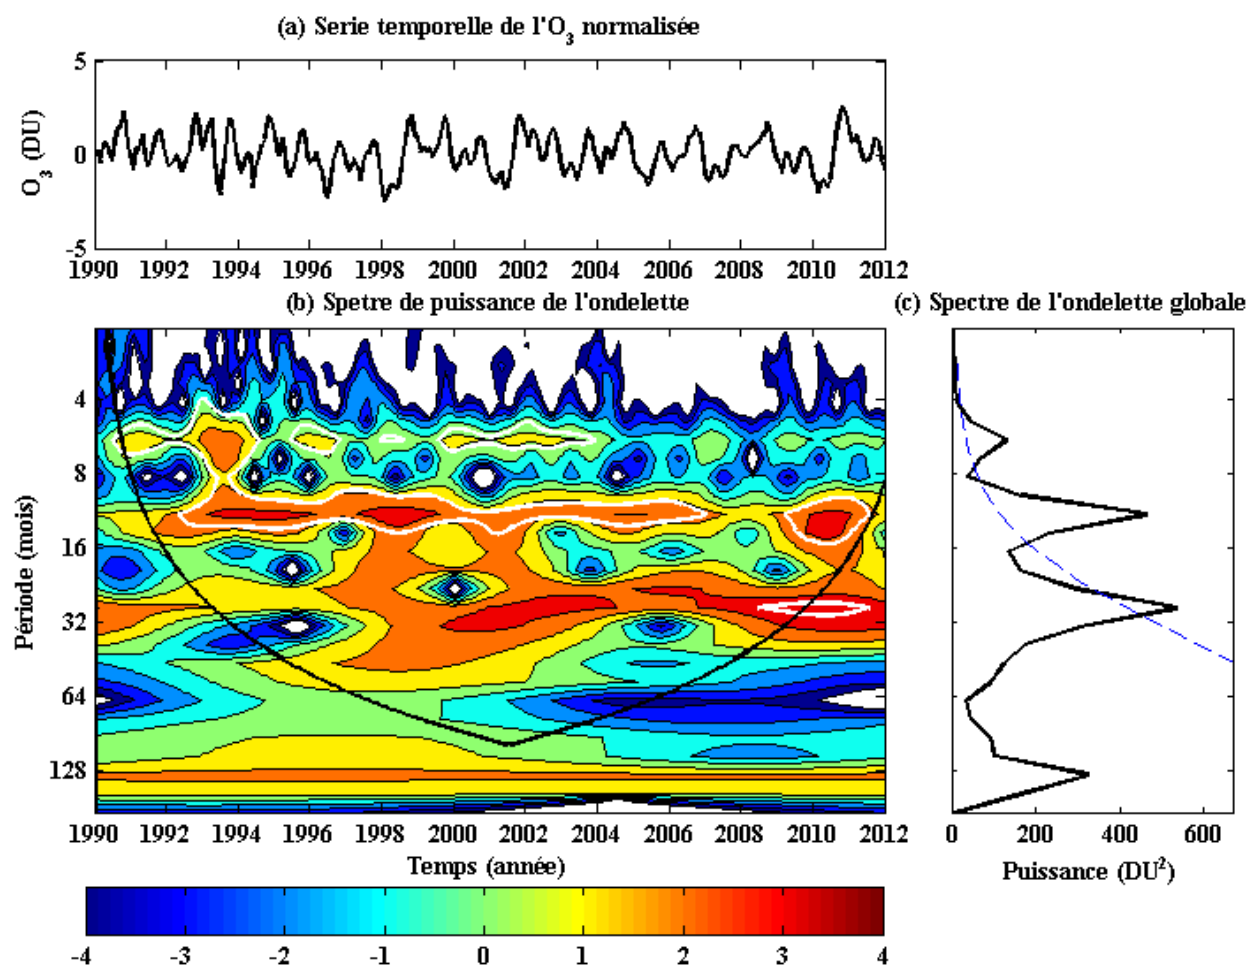 (a) Serie temporelle de l'O3 normalisée
5
0
-5
O3 (DU)
1990 1992 1994 1996 1998 2000 2002 2004 2006 2008 2010 2012
(b) Spetre de puissance de l'ondelette
(c) Spectre de l'ondelette globale
4
8
16
32
64
128
Période (mois)
1990 1992 1994 1996 1998 2000 2002 2004 2006 2008 2010 2012
Temps (année)
0 200 400 600
Puissance (DU²)
-4 -3 -2 -1 0 1 2 3 4